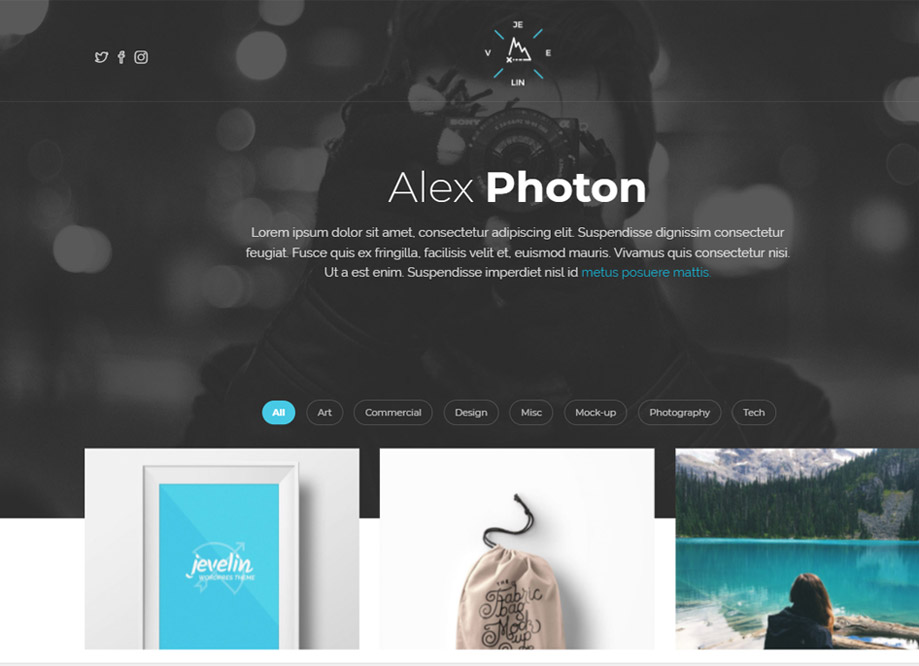 JE
V E
LIN
SONY
Alex Photon
Lorem ipsum dolor sit amet, consectetur adipiscing elit. Suspendisse dignissim consectetur
feugiat. Fusce quis ex fringilla, facilisis velit et, euismod mauris. Vivamus quis consectetur nisi.
Ut a est enim. Suspendisse imperdiet nisl id metus posuere mattis.
All Art Commercial Design Misc Mock-up Photography Tech
jevelin
WORDPRESS THEME
THE
Fabric
bag
Mock
up